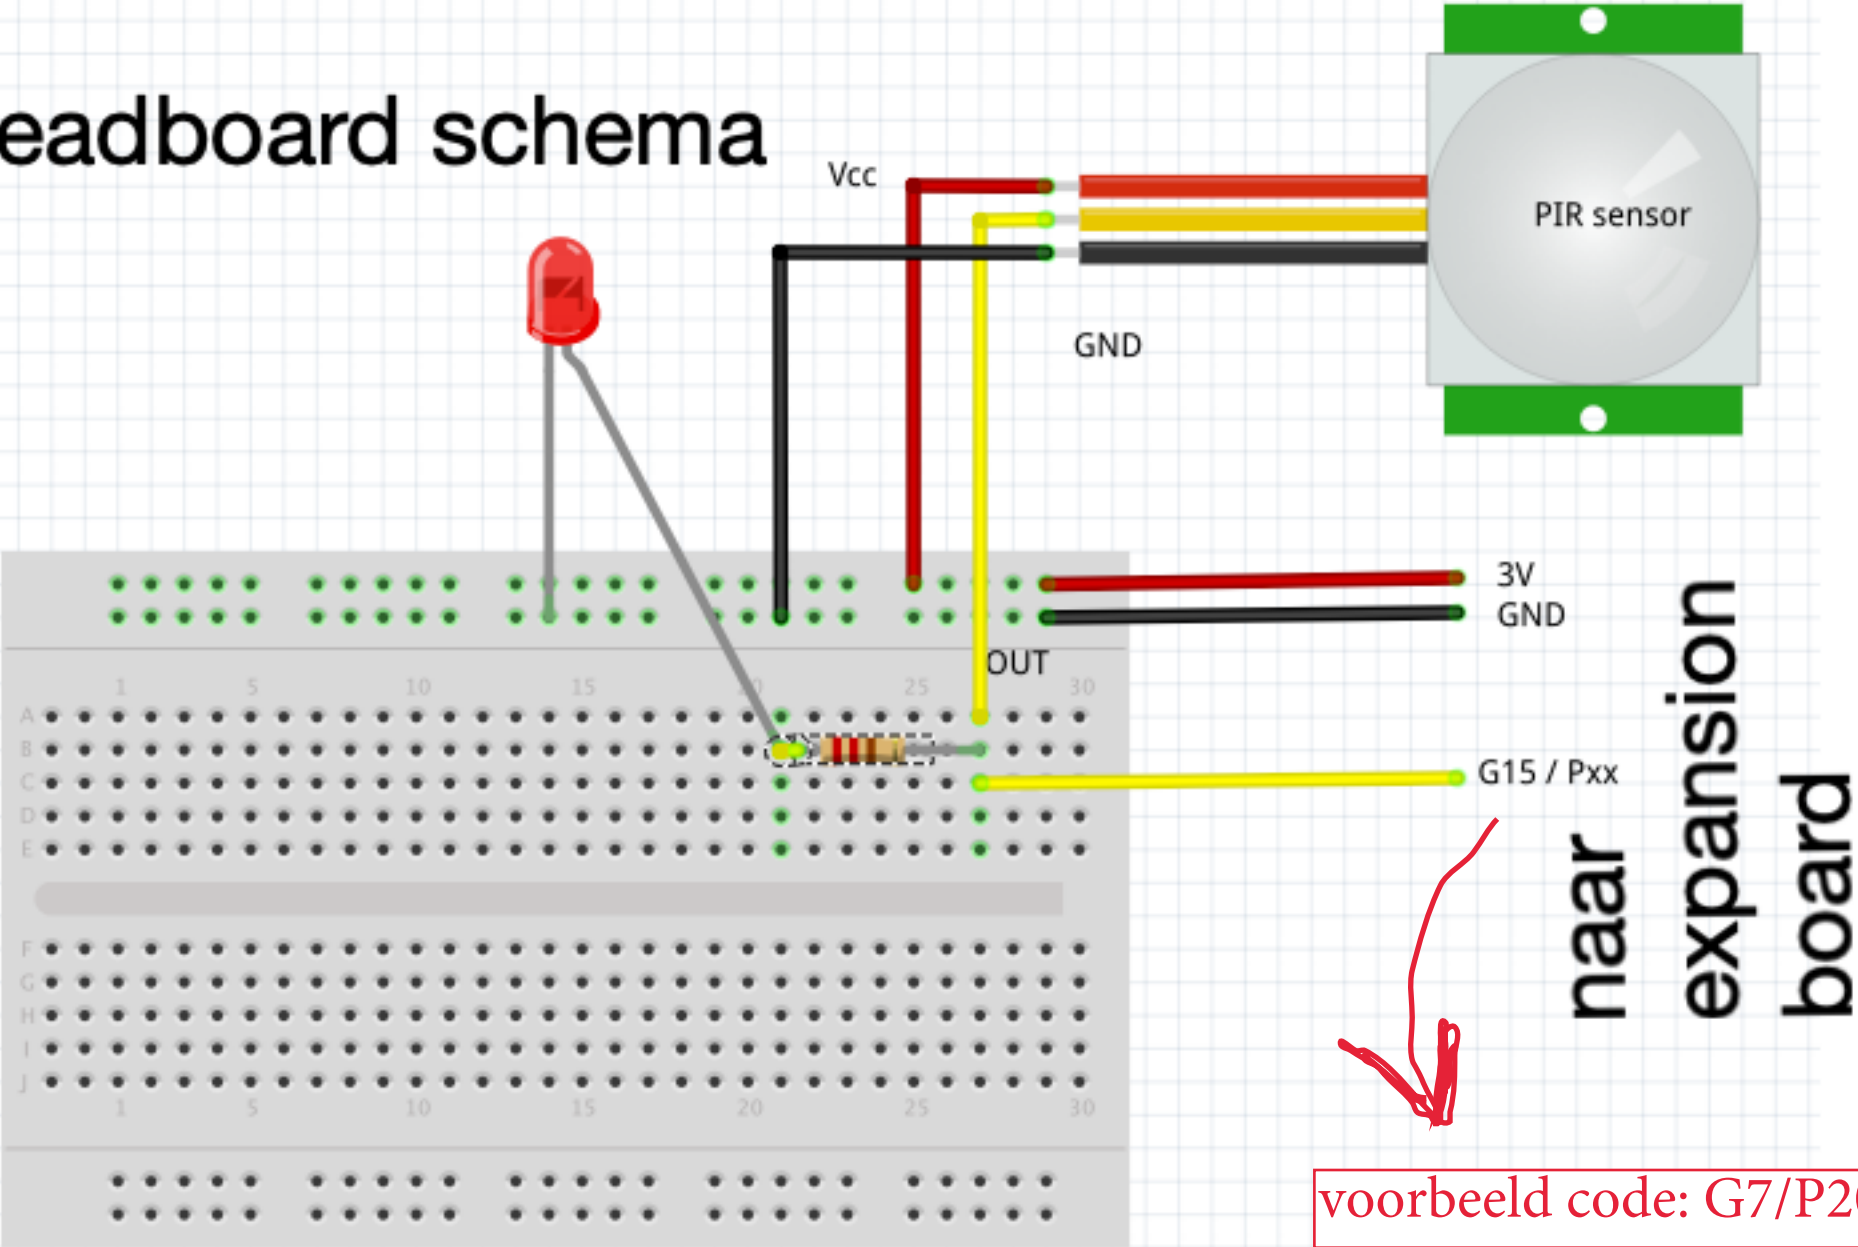 eadboard schema
Vcc
PIR sensor
GND
3V
GND
OUT
1 5 10 15 20 25 30
A
B
C
D
E
G15 / Pxx
naar
expansion
board
F
G
H
I
J
1 5 10 15 20 25 30
voorbeeld code: G7/P2